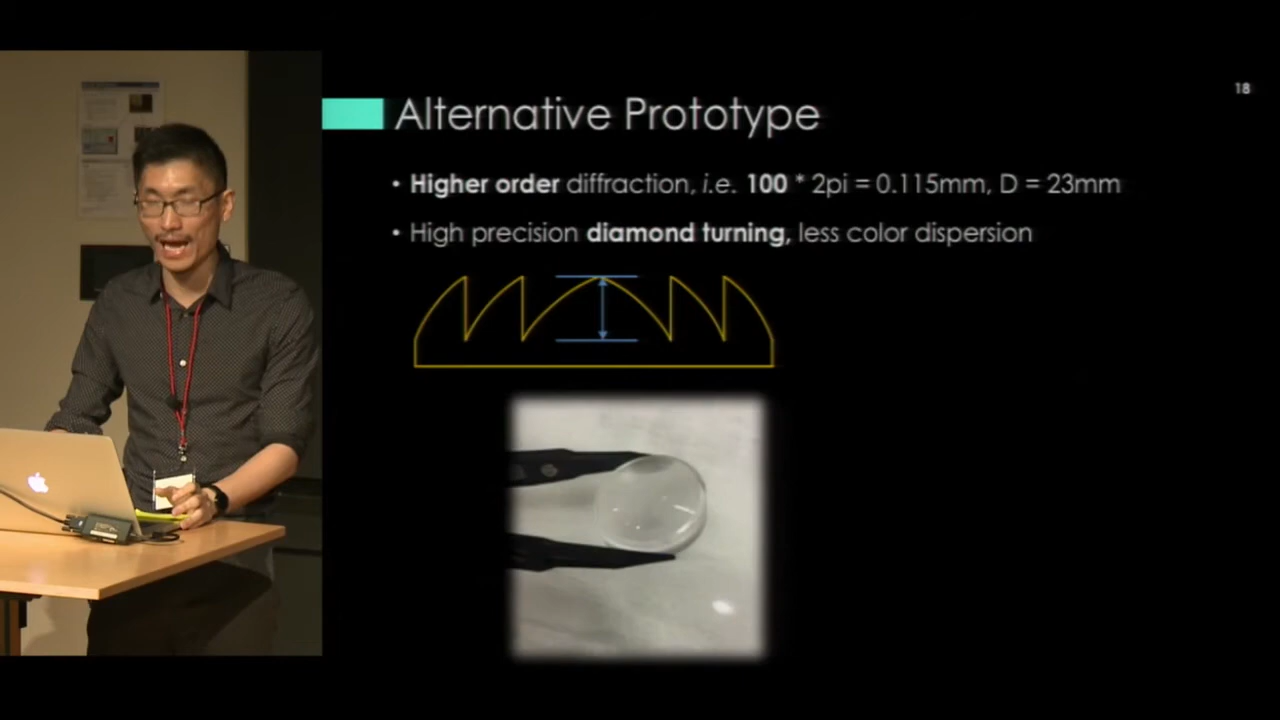 18
Alternative Prototype
• Higher order diffraction, i.e. 100 * 2pi = 0.115mm, D = 23mm
• High precision diamond turning, less color dispersion